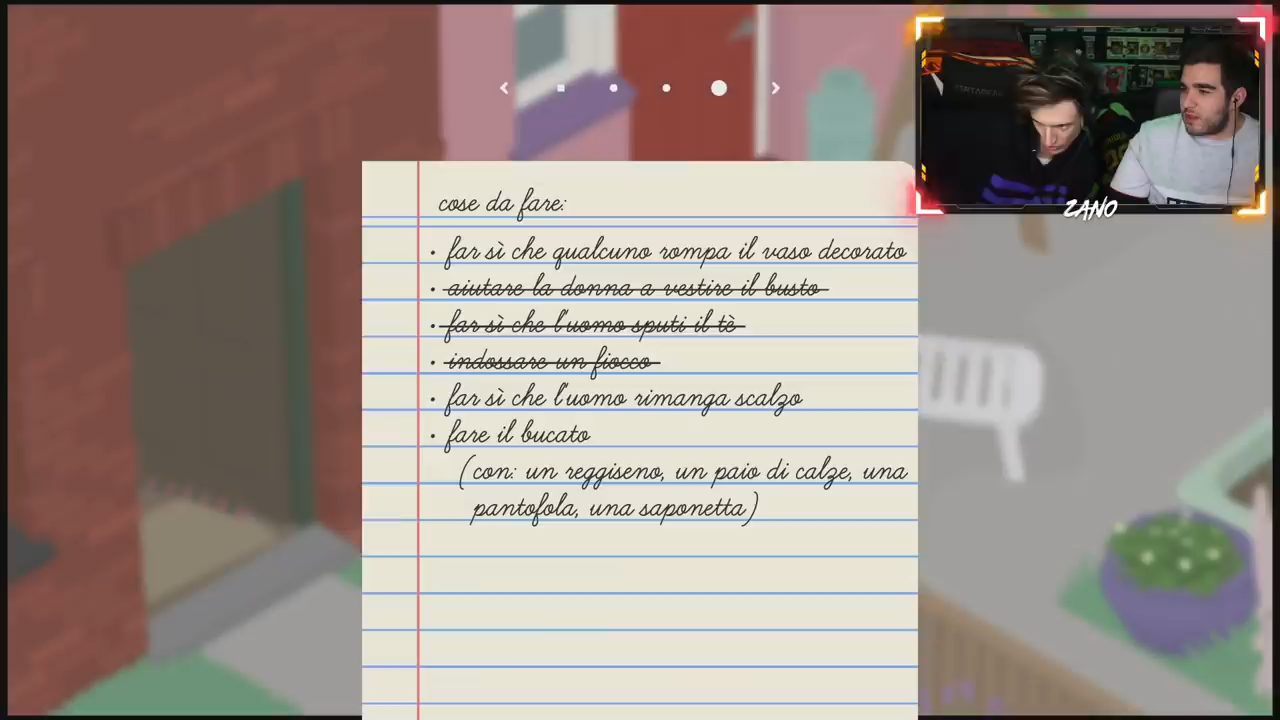 cose da fare:
• far sì che qualcuno rompa il vaso decorato
• aiutare la donna a vestire il busto
• far sì che l'uomo sputi il tè
• indossare un fiocco
• far sì che l'uomo rimanga scalzo
• fare il bucato
(con: un reggiseno, un paio di calze, una
pantofola, una saponetta)
ZANO